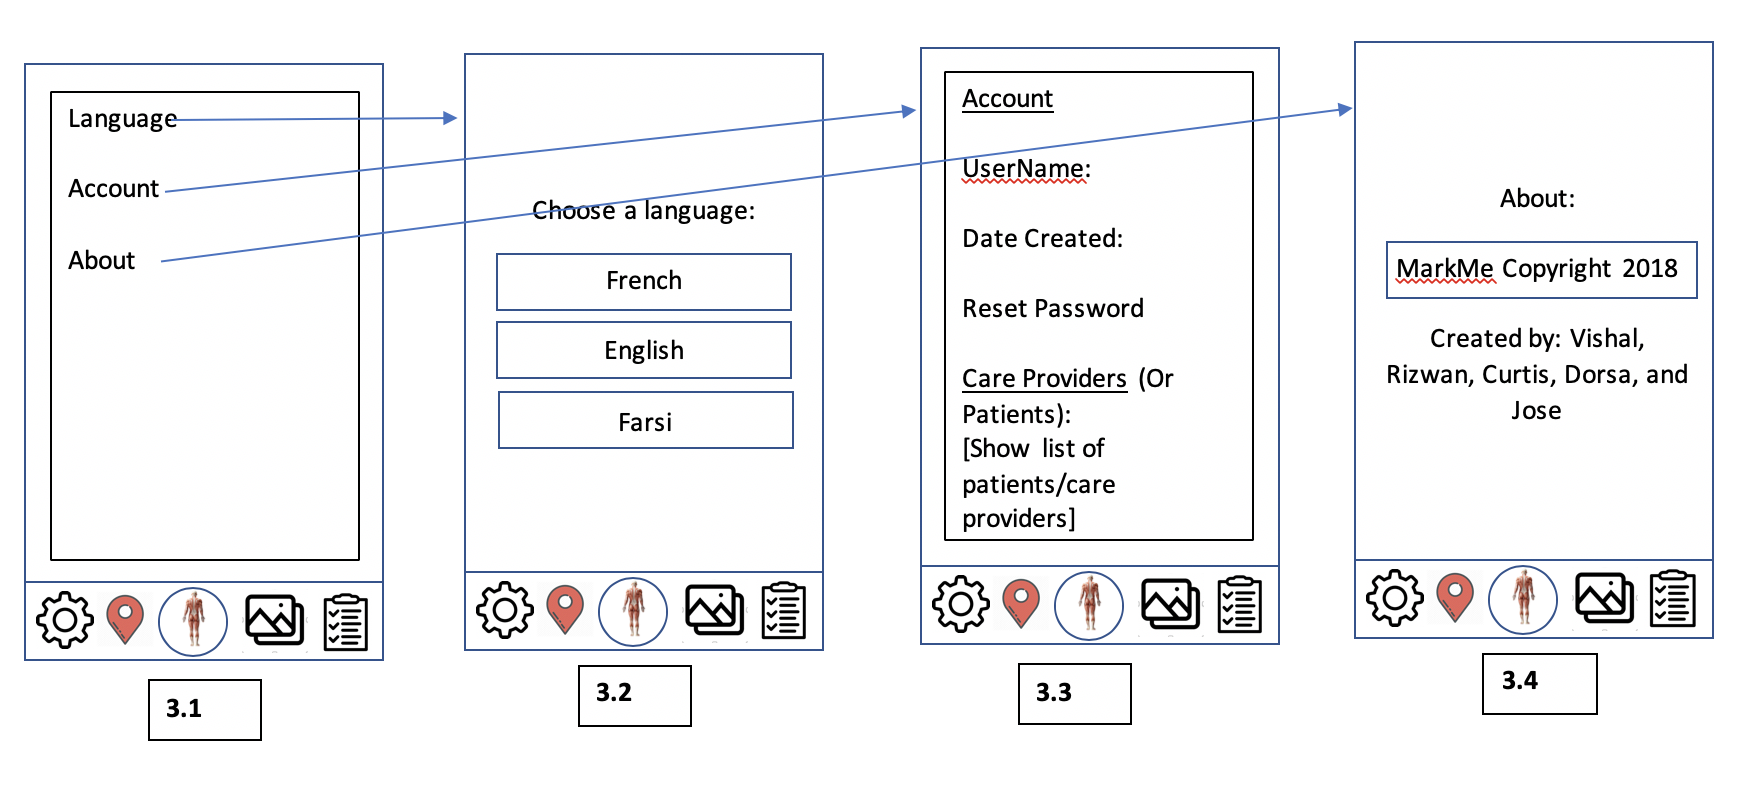 Language
Account
About
3.1
Choose a language:
French
English
Farsi
3.2
Account
UserName:
Date Created:
Reset Password
Care Providers (Or
Patients):
[Show list of
patients/care
providers]
3.3
About:
MarkMe Copyright 2018
Created by: Vishal,
Rizwan, Curtis, Dorsa, and
Jose
3.4